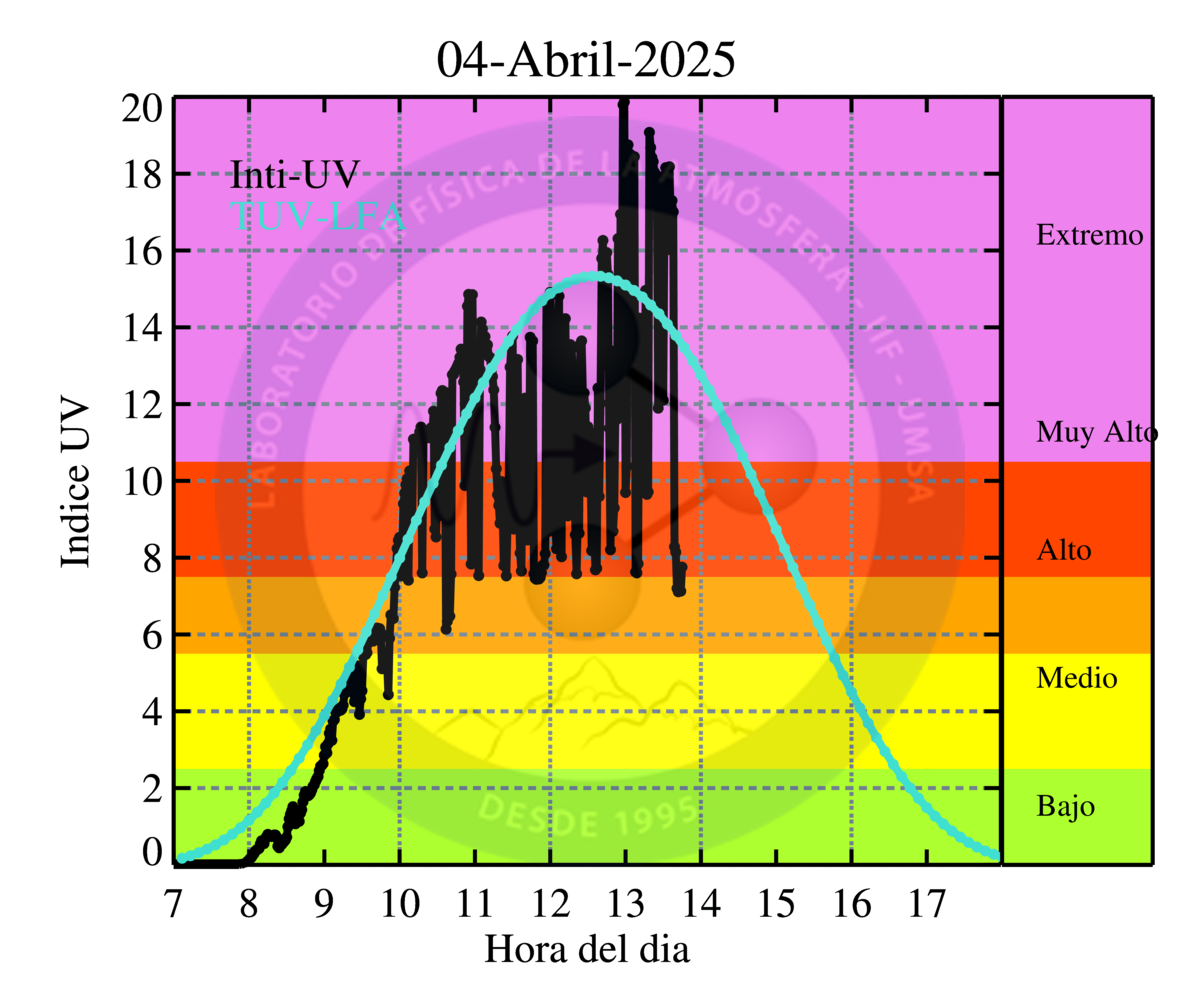 04-Abril-2025
Inti-UV
TUV-LFA
LABORATORIO DE FÍSICA DE LA ATMÓSFERA - IIF - UMSA
DESDE 1995
Indice UV
20
18
16
14
12
10
8
6
4
2
0
Extremo
Muy Alto
Alto
Medio
Bajo
7 8 9 10 11 12 13 14 15 16 17
Hora del dia